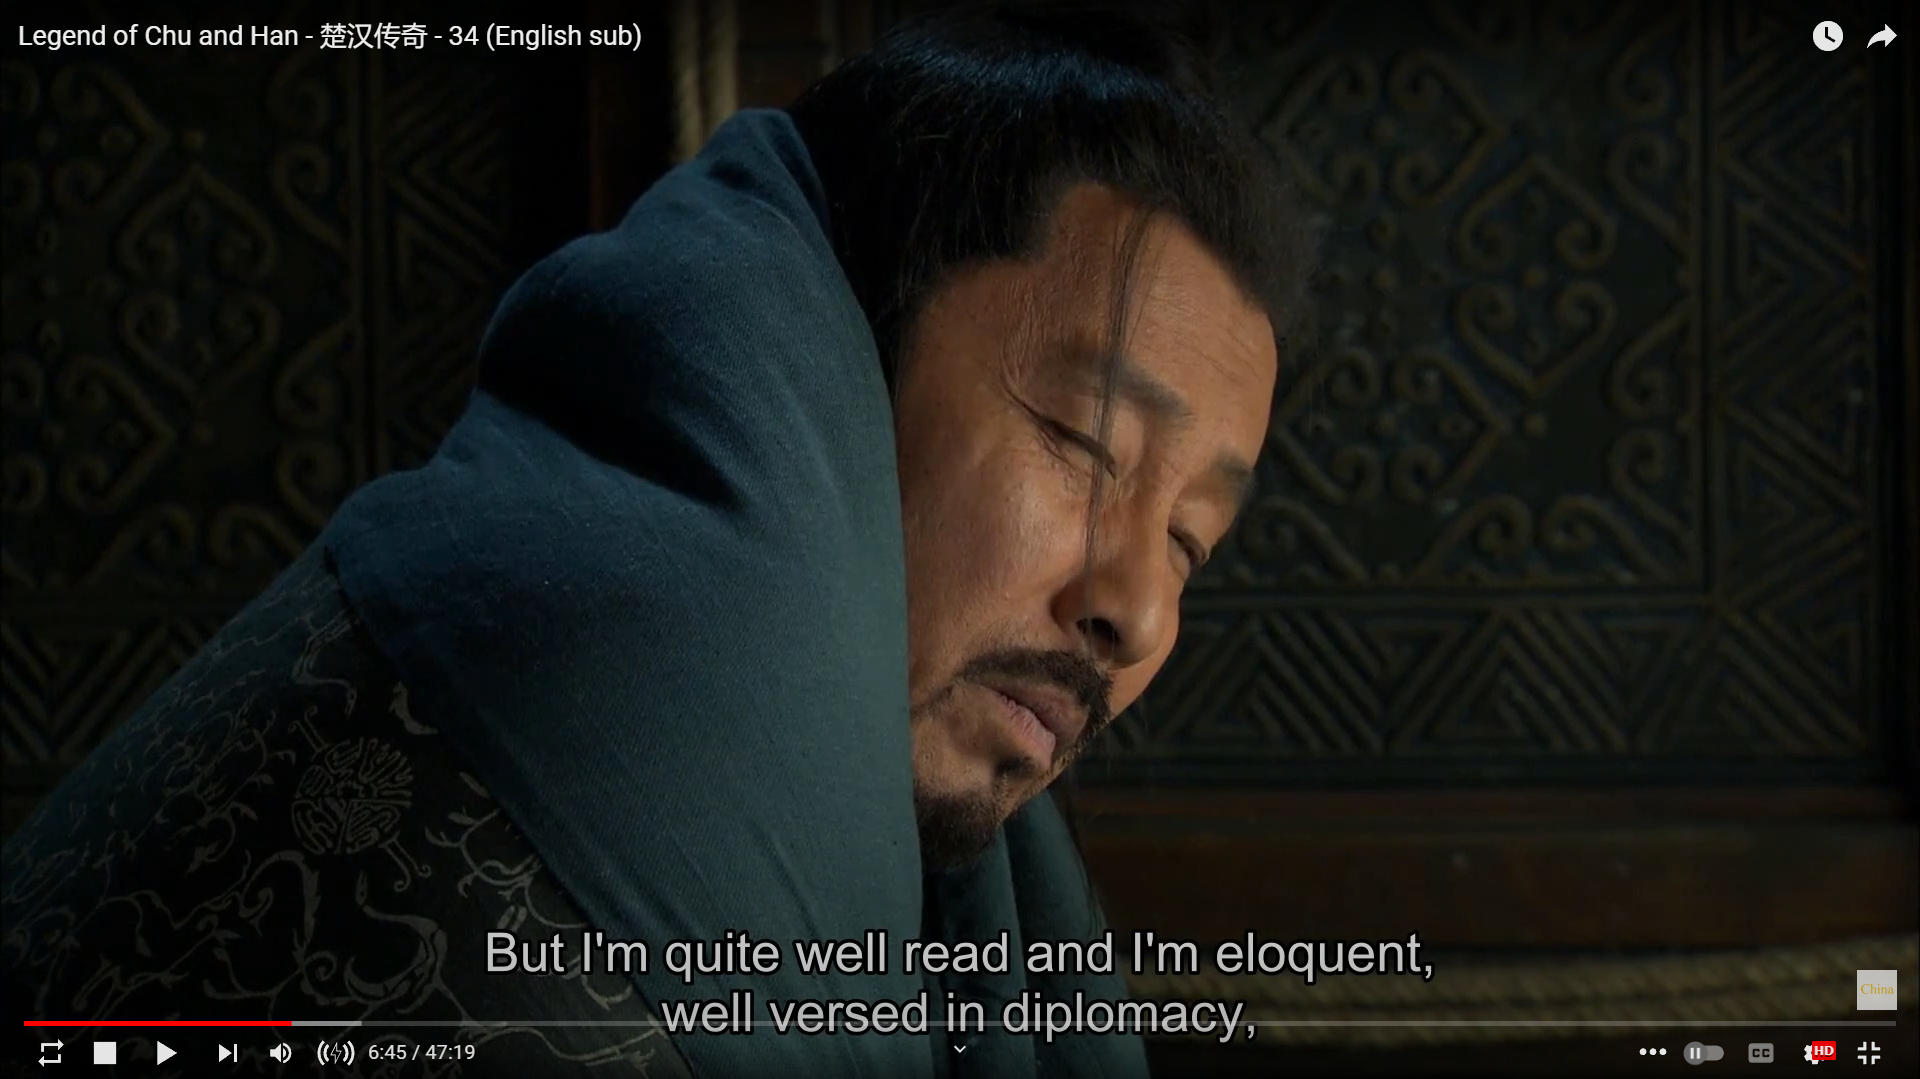 Legend of Chu and Han - 楚汉传奇 - 34 (English sub)
But I'm quite well read and I'm eloquent,
well versed in diplomacy,
China
6:45 / 47:19
CC
HD